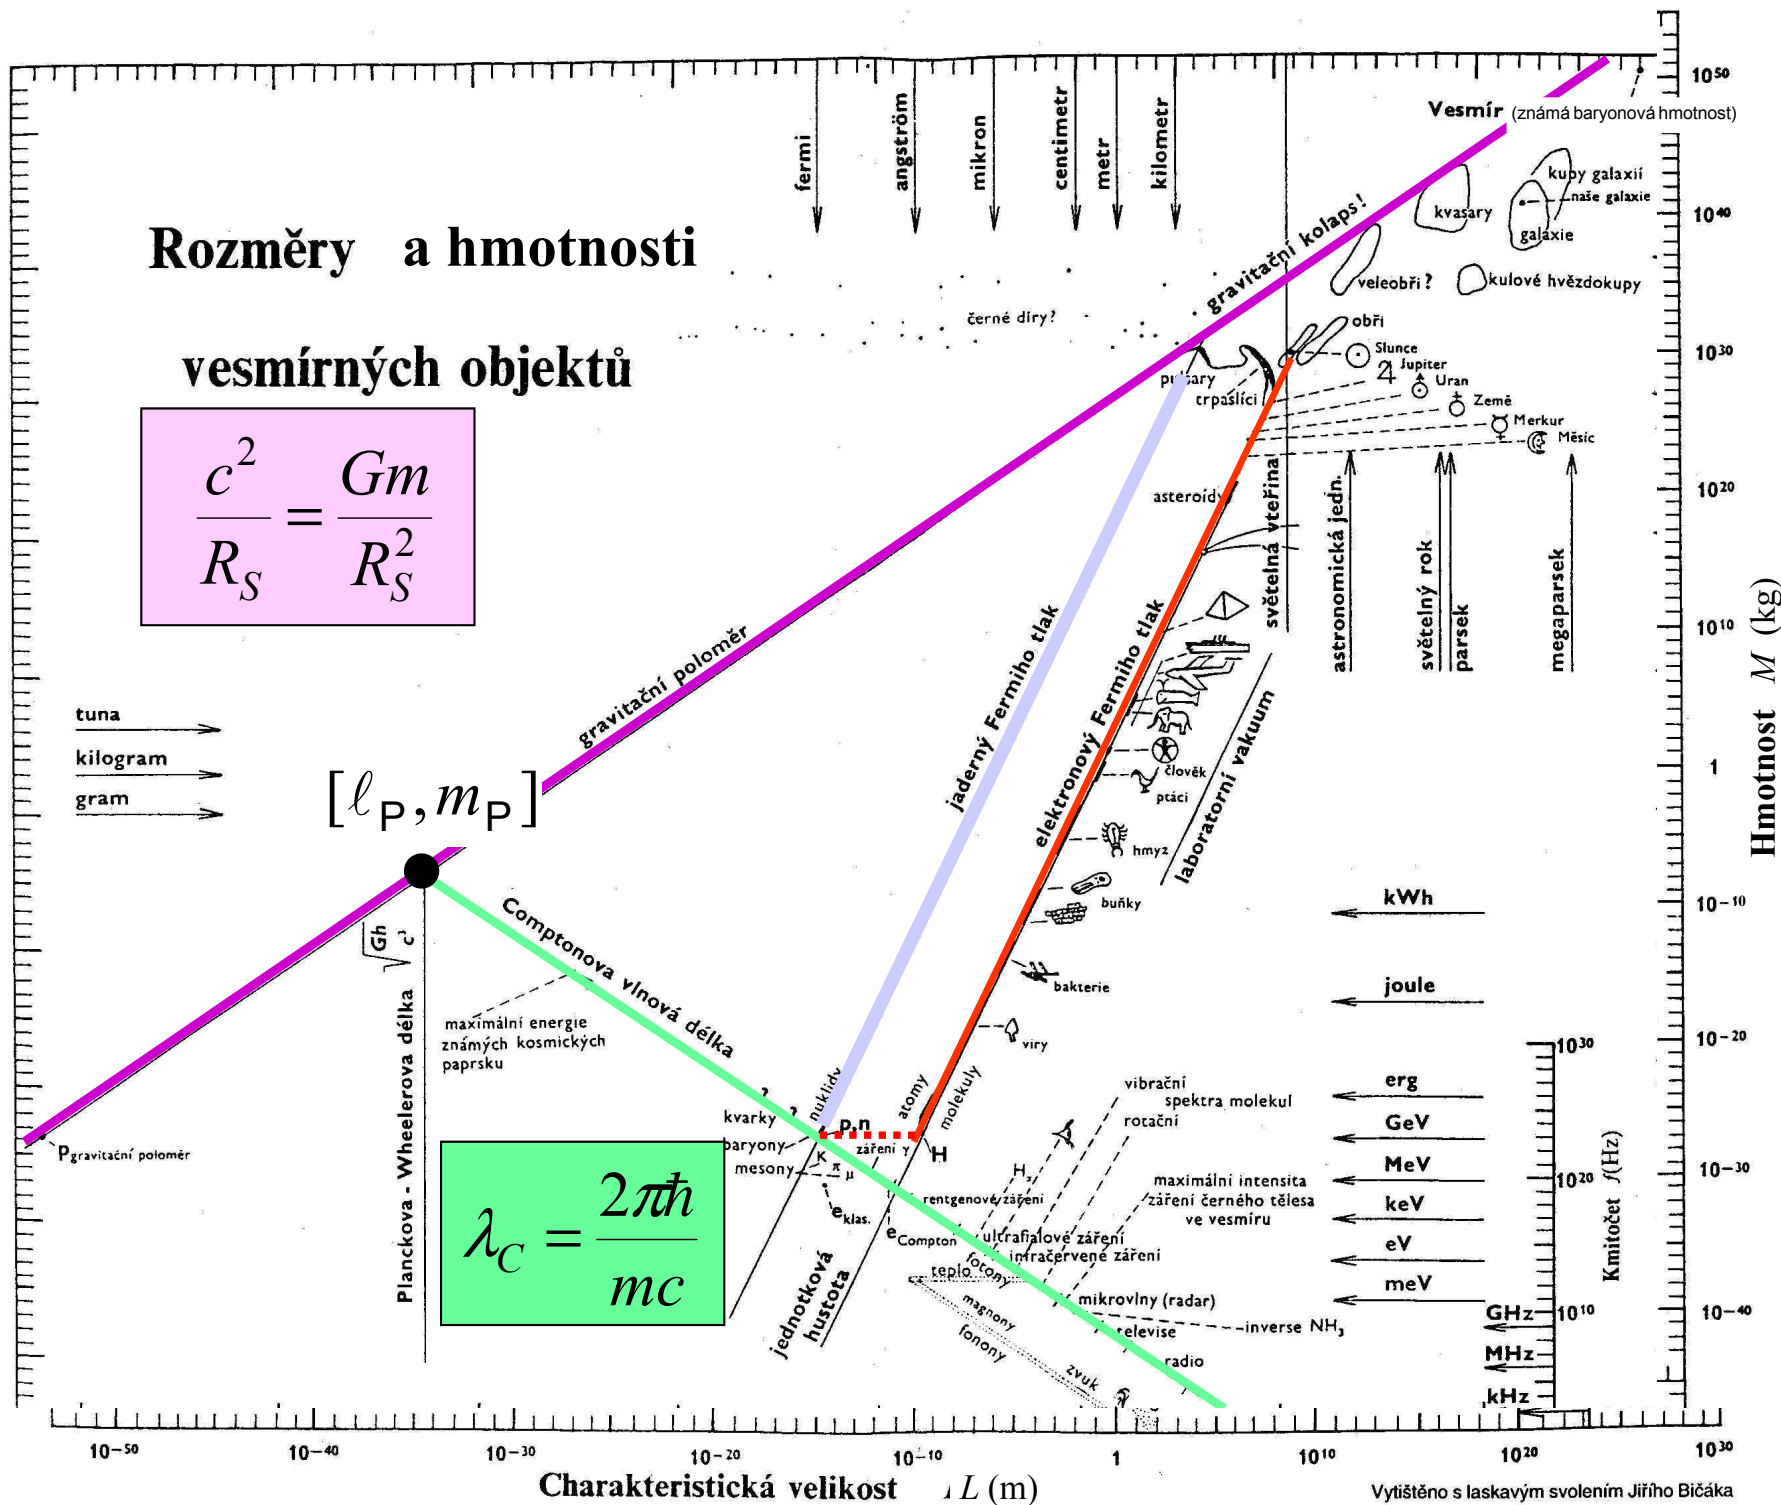 Rozměry a hmotnosti
vesmírných objektů
c² / R_S = Gm / R_S²
fermi
angström
mikron
centimetr
metr
kilometr
10⁵⁰
Vesmír (známá baryonová hmotnost)
kupy galaxií
naše galaxie
kvasary
galaxie
10⁴⁰
gravitační kolaps!
veleobři?
kulové hvězdokupy
černé díry?
obři
Slunce
10³⁰
Jupiter
pulsary
Uran
trpaslíci
Země
Merkur
Měsíc
asteroidy
10²⁰
světelná vteřina
astronomická jedn.
světelný rok
parsek
megaparsek
10¹⁰
Hmotnost M (kg)
gravitační poloměr
jaderný Fermiho tlak
elektronový Fermiho tlak
laboratorní vakuum
tuna
kilogram
gram
člověk
1
ptáci
[ℓ_P, m_P]
hmyz
buňky
kWh
10⁻¹⁰
Comptonova vlnová délka
√Gh/c³
Planckova - Wheelerova délka
bakterie
joule
maximální energie
známých kosmických
paprsku
viry
10⁻²⁰
10³⁰
erg
vibrační
spektra molekul
rotační
GeV
?
?
kvarky
nuklidy
p,n
atomy
molekuly
baryony
záření γ
H
P gravitační poloměr
mesony
K
π
μ
H₂
MeV
10⁻³⁰
10²⁰
maximální intensita
záření černého tělesa
ve vesmíru
rentgenové záření
keV
e klas.
e Compton
ultrafialové záření
infračervené záření
fotony
teplo
eV
meV
Kmitočet f(Hz)
λ_C = 2πħ / mc
jednotková
hustota
magnony
fonony
mikrovlny (radar)
inverse NH₃
televise
radio
zvuk
GHz
10¹⁰
10⁻⁴⁰
MHz
kHz
10⁻⁵⁰
10⁻⁴⁰
10⁻³⁰
10⁻²⁰
10⁻¹⁰
1
10¹⁰
10²⁰
10³⁰
Charakteristická velikost L (m)
Vytištěno s laskavým svolením Jiřího Bičáka